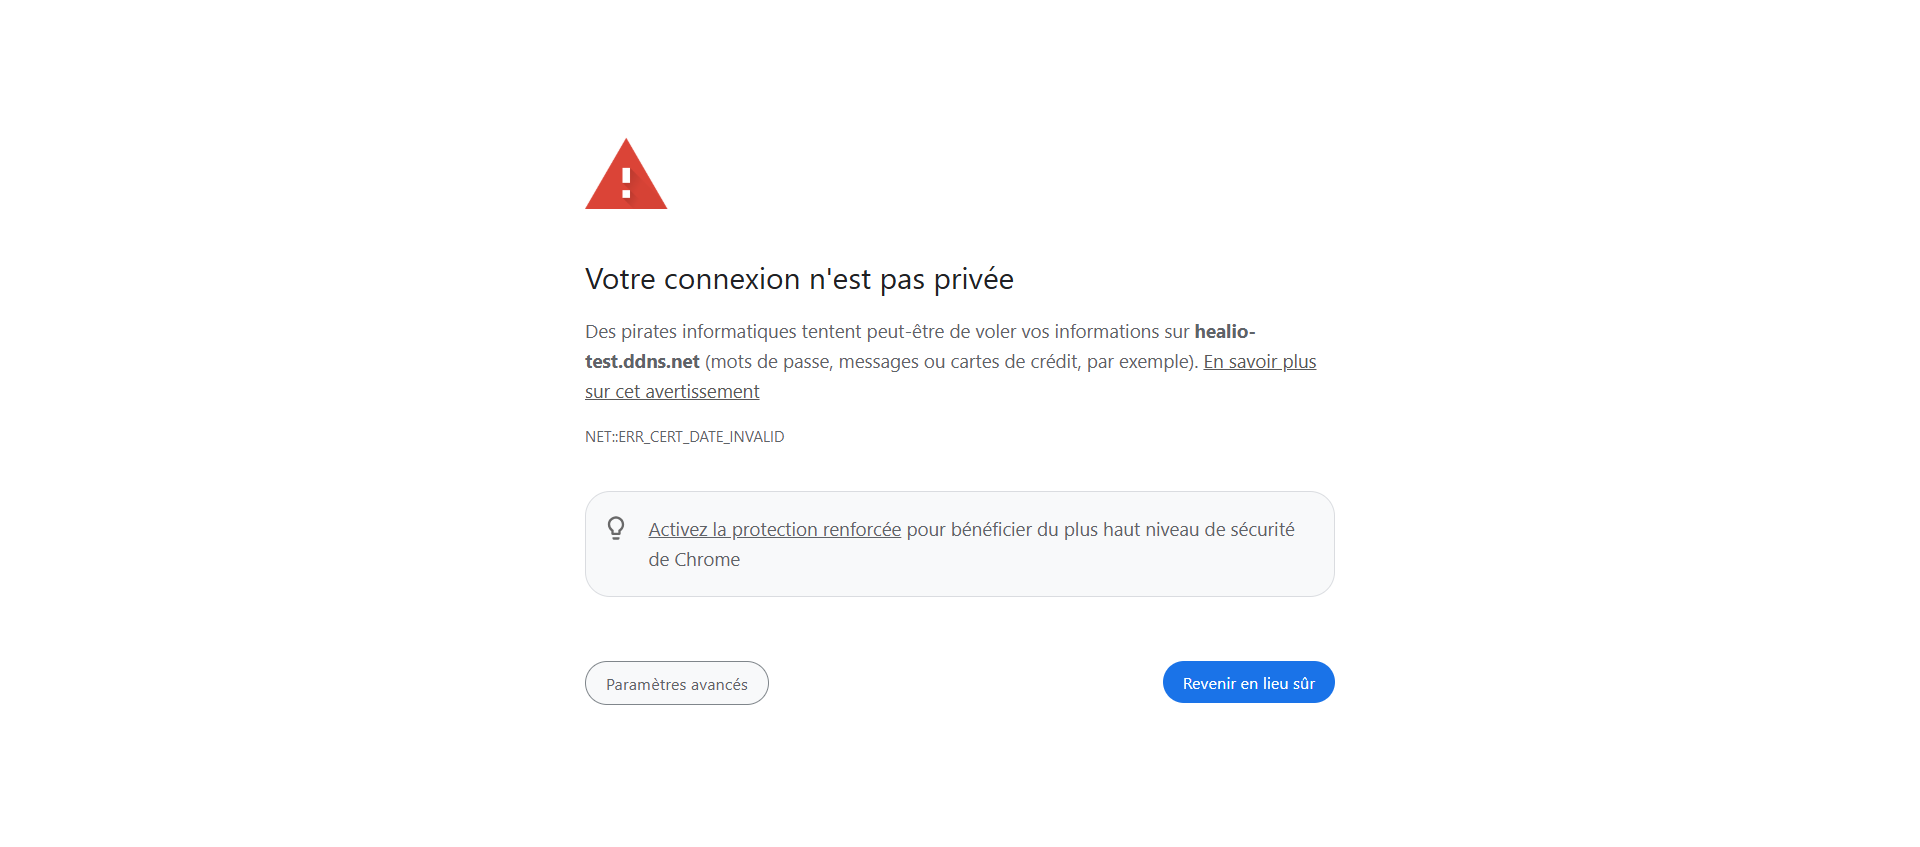 Votre connexion n'est pas privée
Des pirates informatiques tentent peut-être de voler vos informations sur healio-
test.ddns.net (mots de passe, messages ou cartes de crédit, par exemple). En savoir plus
sur cet avertissement
NET::ERR_CERT_DATE_INVALID
Activez la protection renforcée pour bénéficier du plus haut niveau de sécurité
de Chrome
Paramètres avancés
Revenir en lieu sûr